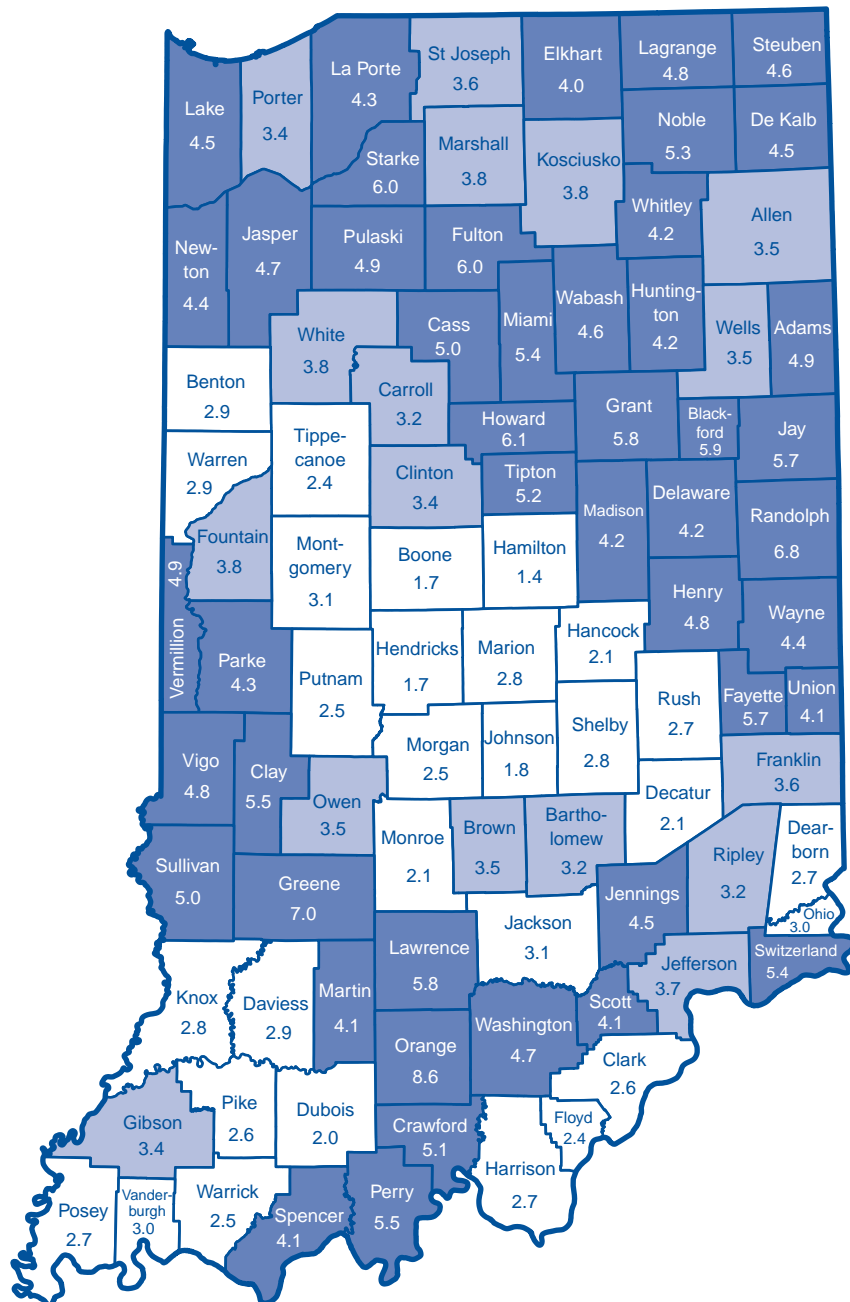 Lake
4.5
Porter
3.4
La Porte
4.3
St Joseph
3.6
Elkhart
4.0
Lagrange
4.8
Steuben
4.6
Starke
6.0
Marshall
3.8
Kosciusko
3.8
Noble
5.3
De Kalb
4.5
New-
ton
4.4
Jasper
4.7
Pulaski
4.9
Fulton
6.0
Whitley
4.2
Allen
3.5
White
3.8
Cass
5.0
Miami
5.4
Wabash
4.6
Hunting-
ton
4.2
Wells
3.5
Adams
4.9
Benton
2.9
Carroll
3.2
Howard
6.1
Grant
5.8
Black-
ford
5.9
Jay
5.7
Warren
2.9
Tippe-
canoe
2.4
Clinton
3.4
Tipton
5.2
Madison
4.2
Delaware
4.2
Randolph
6.8
Fountain
3.8
Mont-
gomery
3.1
Boone
1.7
Hamilton
1.4
Henry
4.8
Wayne
4.4
Vermillion
4.9
Parke
4.3
Putnam
2.5
Hendricks
1.7
Marion
2.8
Hancock
2.1
Rush
2.7
Fayette
5.7
Union
4.1
Vigo
4.8
Clay
5.5
Owen
3.5
Morgan
2.5
Johnson
1.8
Shelby
2.8
Decatur
2.1
Franklin
3.6
Sullivan
5.0
Greene
7.0
Monroe
2.1
Brown
3.5
Bartho-
lomew
3.2
Jennings
4.5
Ripley
3.2
Dear-
born
2.7
Ohio
3.0
Knox
2.8
Daviess
2.9
Martin
4.1
Lawrence
5.8
Jackson
3.1
Jefferson
3.7
Switzerland
5.4
Orange
8.6
Washington
4.7
Scott
4.1
Clark
2.6
Gibson
3.4
Pike
2.6
Dubois
2.0
Crawford
5.1
Floyd
2.4
Harrison
2.7
Posey
2.7
Vander-
burgh
3.0
Warrick
2.5
Spencer
4.1
Perry
5.5